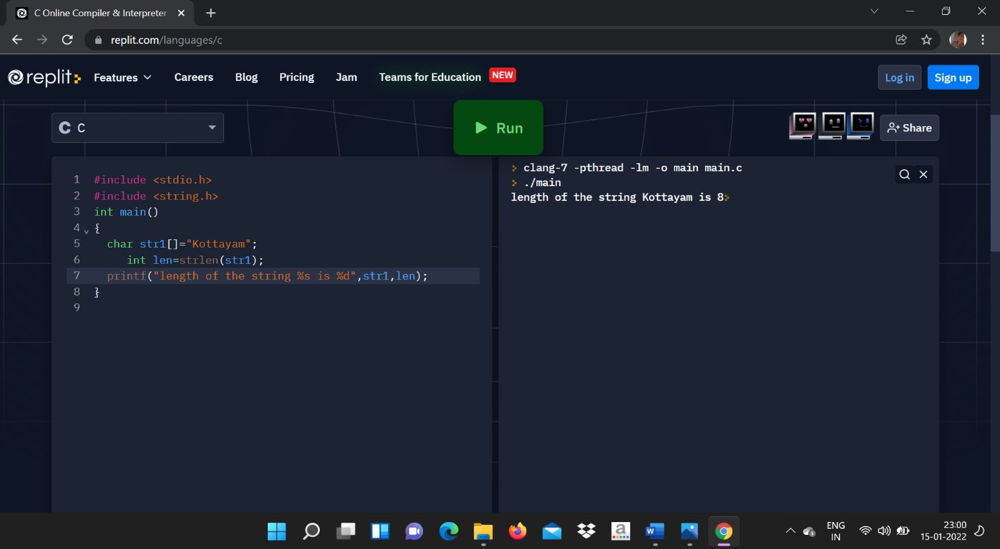 C Online Compiler & Interpreter
replit.com/languages/c
replit
Features
Careers
Blog
Pricing
Jam
Teams for Education
NEW
Log in
Sign up
C C
Run
Share
1 #include <stdio.h>
2 #include <string.h>
3 int main()
4 {
5 char str1[]="Kottayam";
6 int len=strlen(str1);
7 printf("length of the string %s is %d",str1,len);
8 }
9
clang-7 -pthread -lm -o main main.c
./main
length of the string Kottayam is 8
a
W
ENG
IN
23:00
15-01-2022